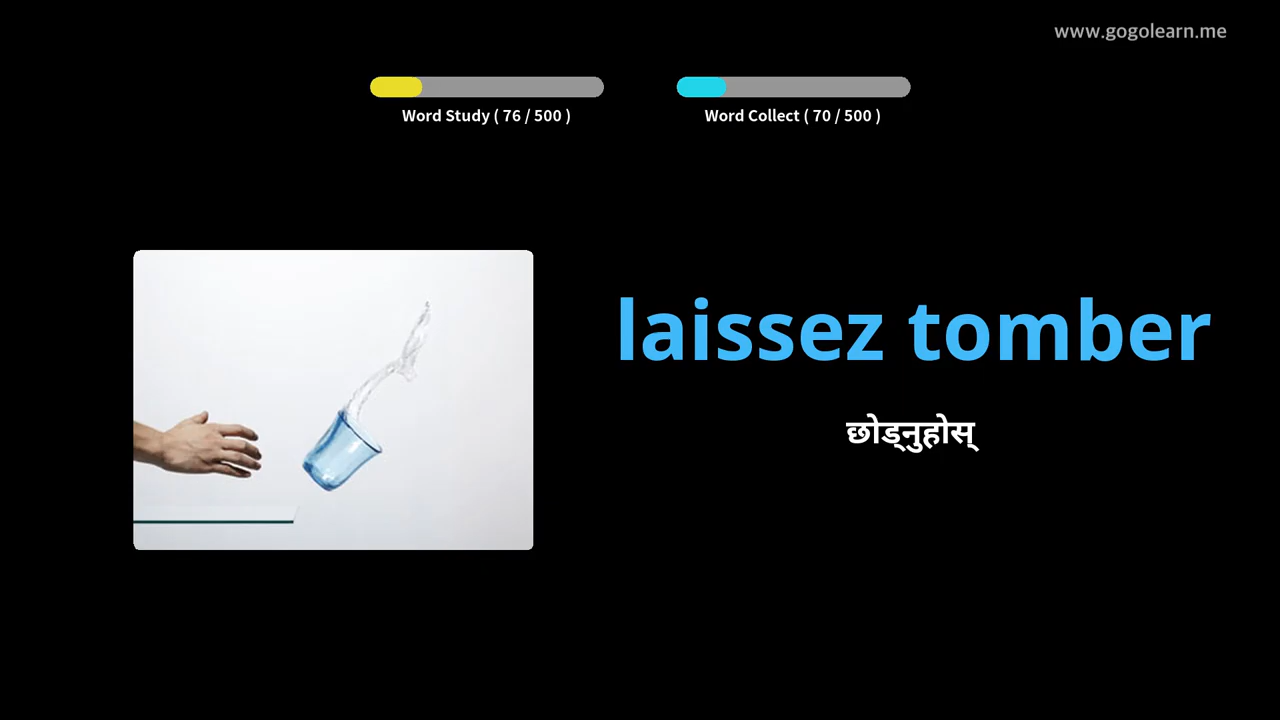 www.gogolearn.me
Word Study ( 76 / 500 )
Word Collect ( 70 / 500 )
laissez tomber
छोड्नुहोस्